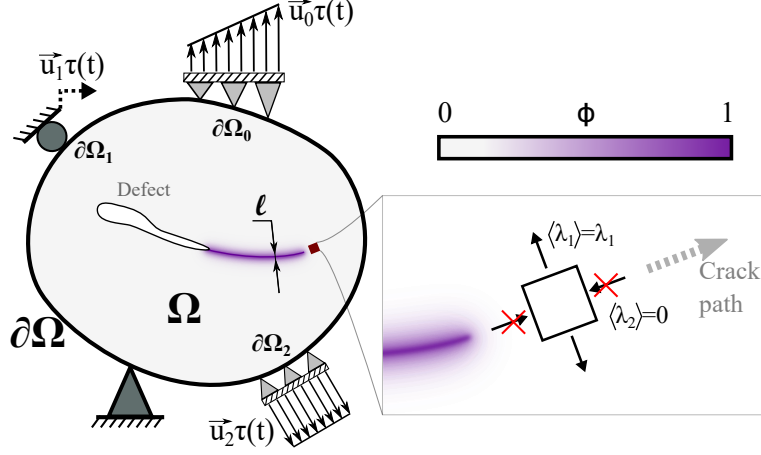 u⃗₀τ(t)
u⃗₁τ(t)
∂Ω₀
∂Ω₁
0 ϕ 1
Defect
ℓ
⟨λ₁⟩=λ₁
Crack
path
⟨λ₂⟩=0
Ω
∂Ω
∂Ω₂
u⃗₂τ(t)